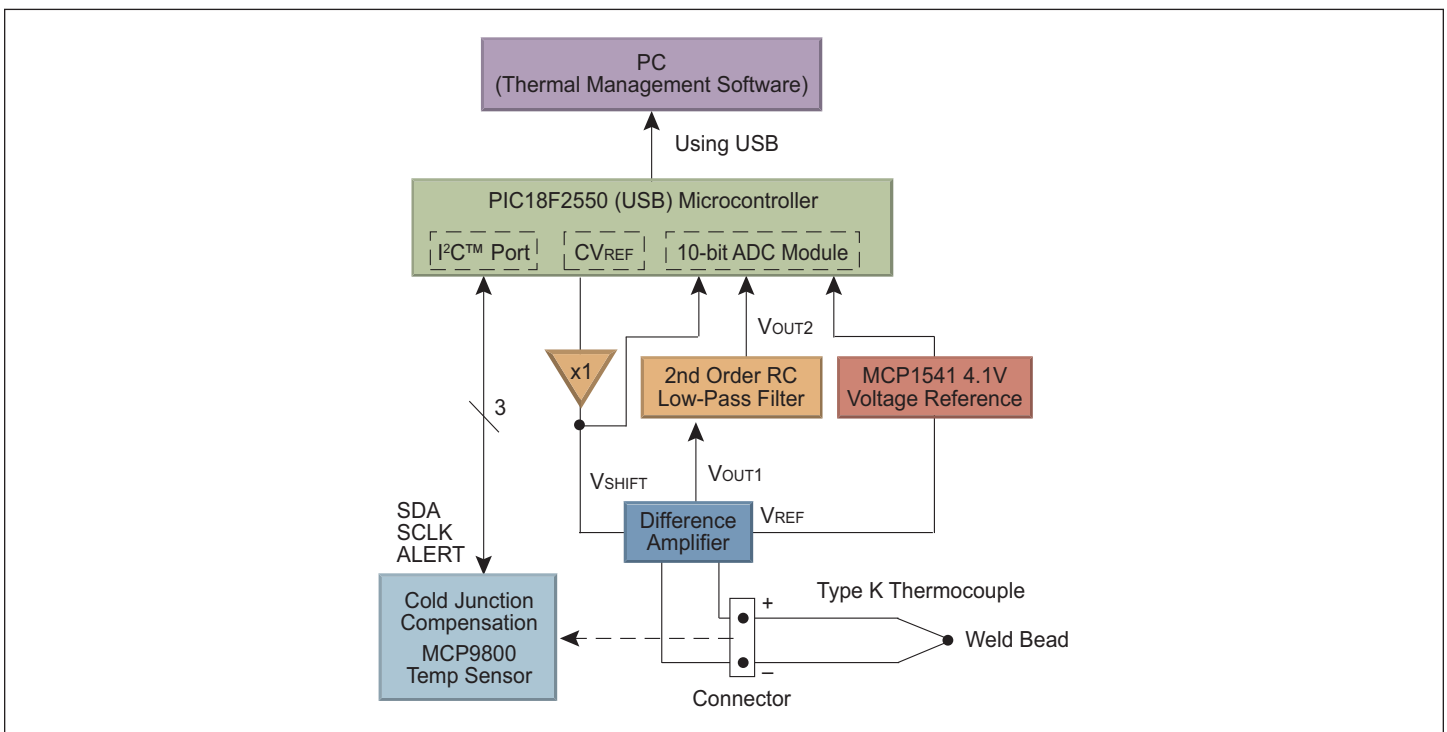 PC
(Thermal Management Software)
Using USB
PIC18F2550 (USB) Microcontroller
I²C™ Port
CVREF
10-bit ADC Module
VOUT2
x1
2nd Order RC
Low-Pass Filter
MCP1541 4.1V
Voltage Reference
3
VSHIFT
VOUT1
SDA
SCLK
ALERT
Difference
Amplifier
VREF
Cold Junction
Compensation
MCP9800
Temp Sensor
Type K Thermocouple
+
–
Weld Bead
Connector